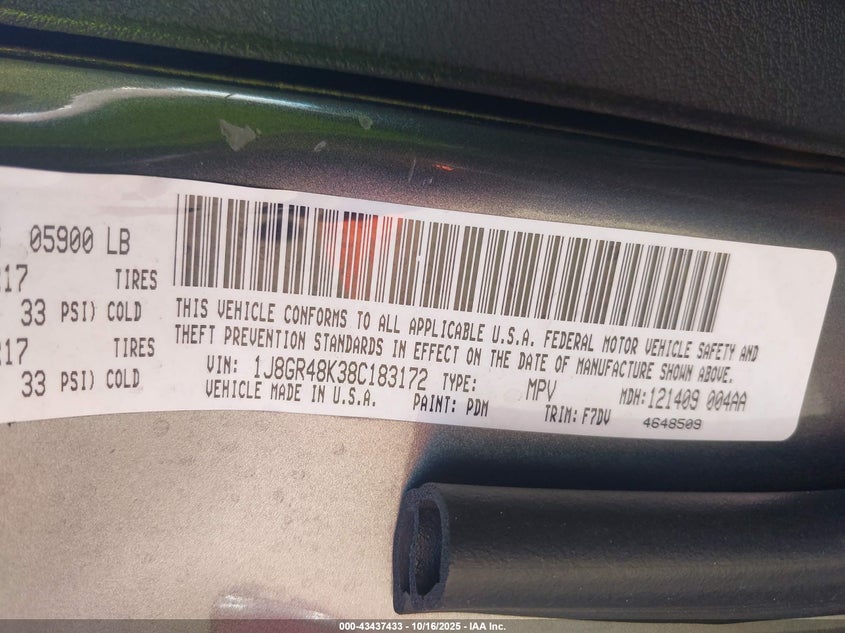 05900 LB
TIRES
33 PSI) COLD
TIRES
33 PSI) COLD
THIS VEHICLE CONFORMS TO ALL APPLICABLE U.S.A. FEDERAL MOTOR VEHICLE SAFETY AND
THEFT PREVENTION STANDARDS IN EFFECT ON THE DATE OF MANUFACTURE SHOWN ABOVE.
VIN: 1J8GR48K38C183172 TYPE: MPV MDH:121409 004AA
VEHICLE MADE IN U.S.A. PAINT: PDM TRIM: F7DV 4648509
000-43437433 - 10/16/2025 - IAA Inc.